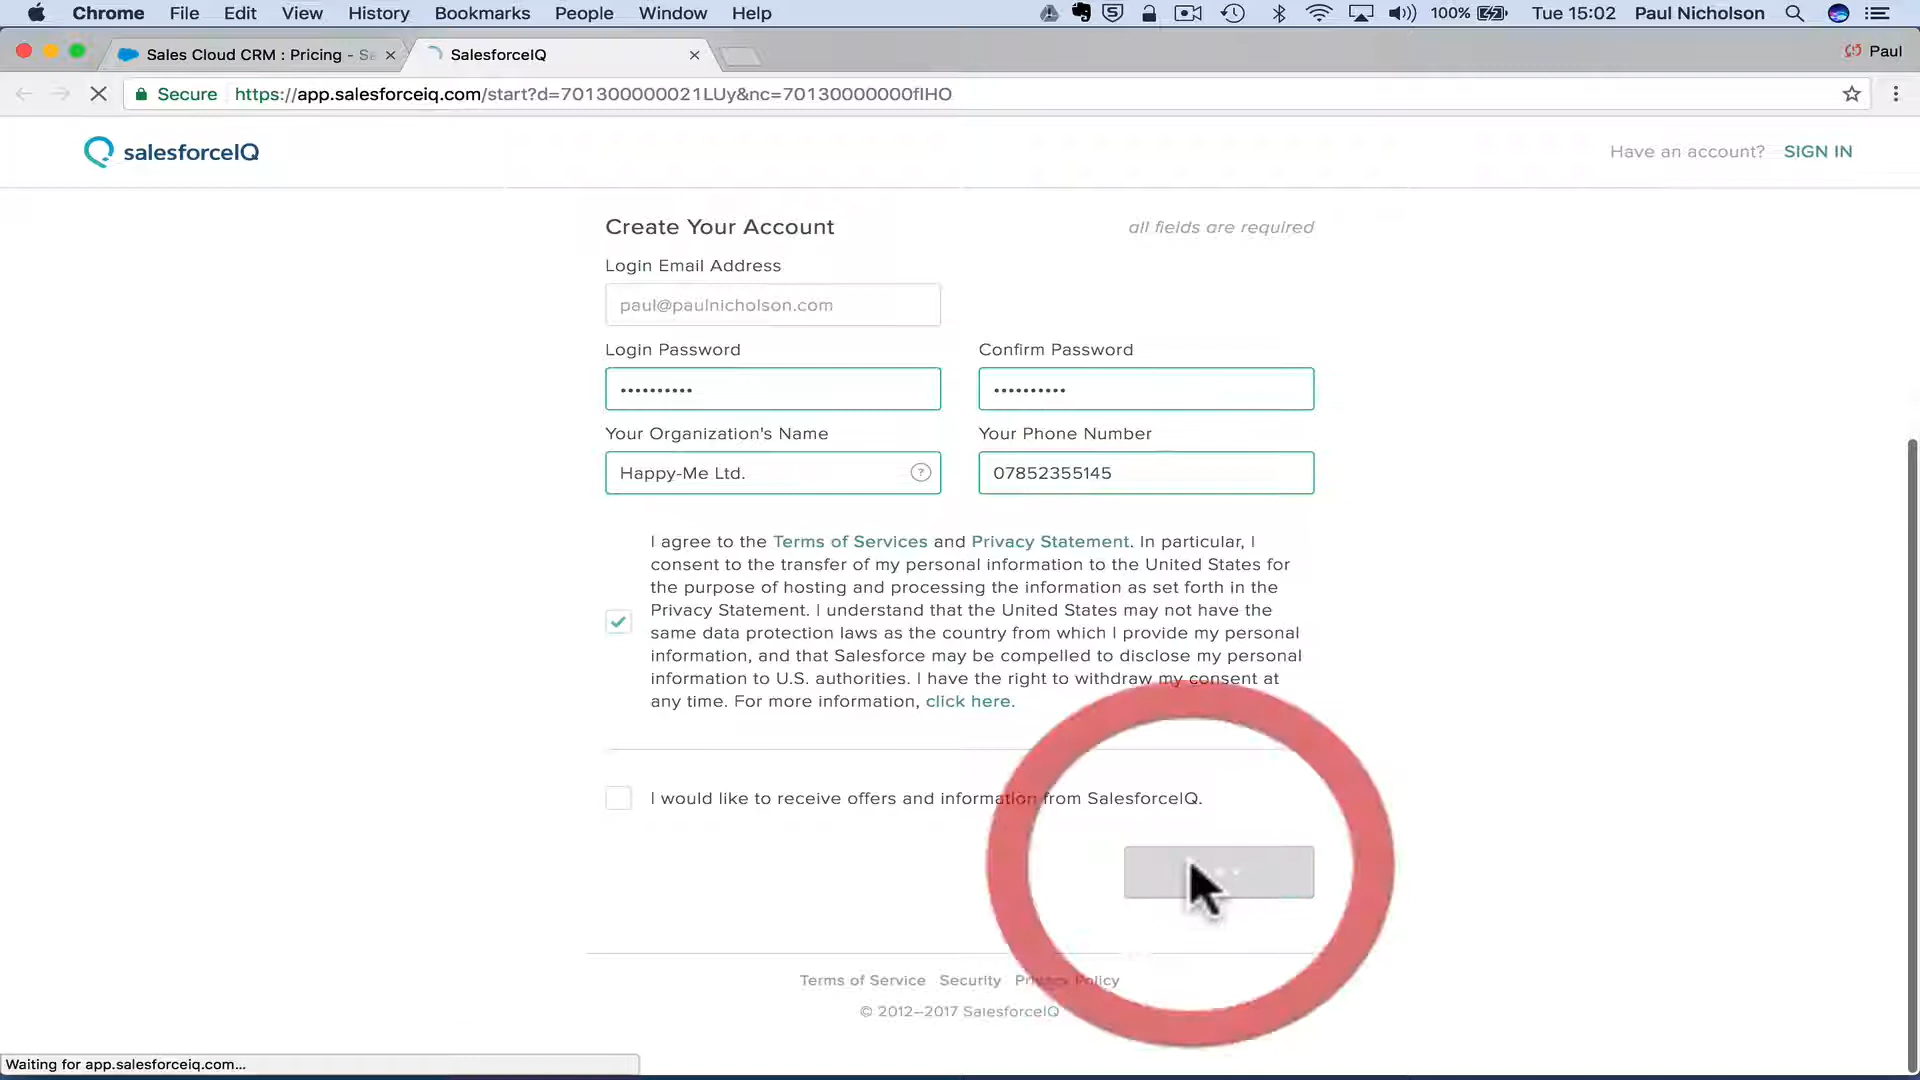 Chrome File Edit View History Bookmarks People Window Help 100% Tue 15:02 Paul Nicholson
Sales Cloud CRM : Pricing - Sa SalesforceIQ Paul
Secure https://app.salesforceiq.com/start?d=701300000021LUy&nc=70130000000fIHO
salesforceIQ Have an account? SIGN IN
Create Your Account all fields are required
Login Email Address
paul@paulnicholson.com
Login Password Confirm Password
•••••••••• ••••••••••
Your Organization's Name Your Phone Number
Happy-Me Ltd. ? 07852355145
I agree to the Terms of Services and Privacy Statement. In particular, I
consent to the transfer of my personal information to the United States for
the purpose of hosting and processing the information as set forth in the
Privacy Statement. I understand that the United States may not have the
same data protection laws as the country from which I provide my personal
information, and that Salesforce may be compelled to disclose my personal
information to U.S. authorities. I have the right to withdraw my consent at
any time. For more information, click here.
I would like to receive offers and information from SalesforceIQ.
Terms of Service Security Privacy Policy
© 2012–2017 SalesforceIQ
Waiting for app.salesforceiq.com...